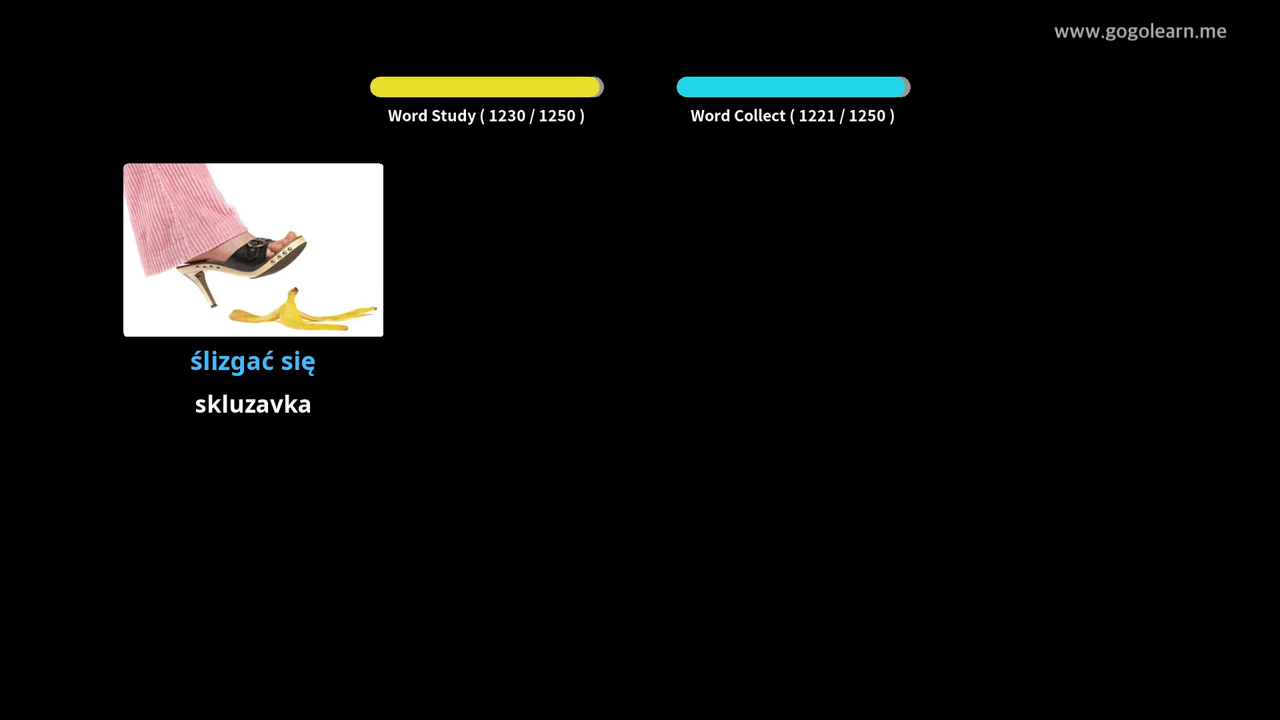 www.gogolearn.me
Word Study ( 1230 / 1250 )
Word Collect ( 1221 / 1250 )
ślizgać się
skluzavka